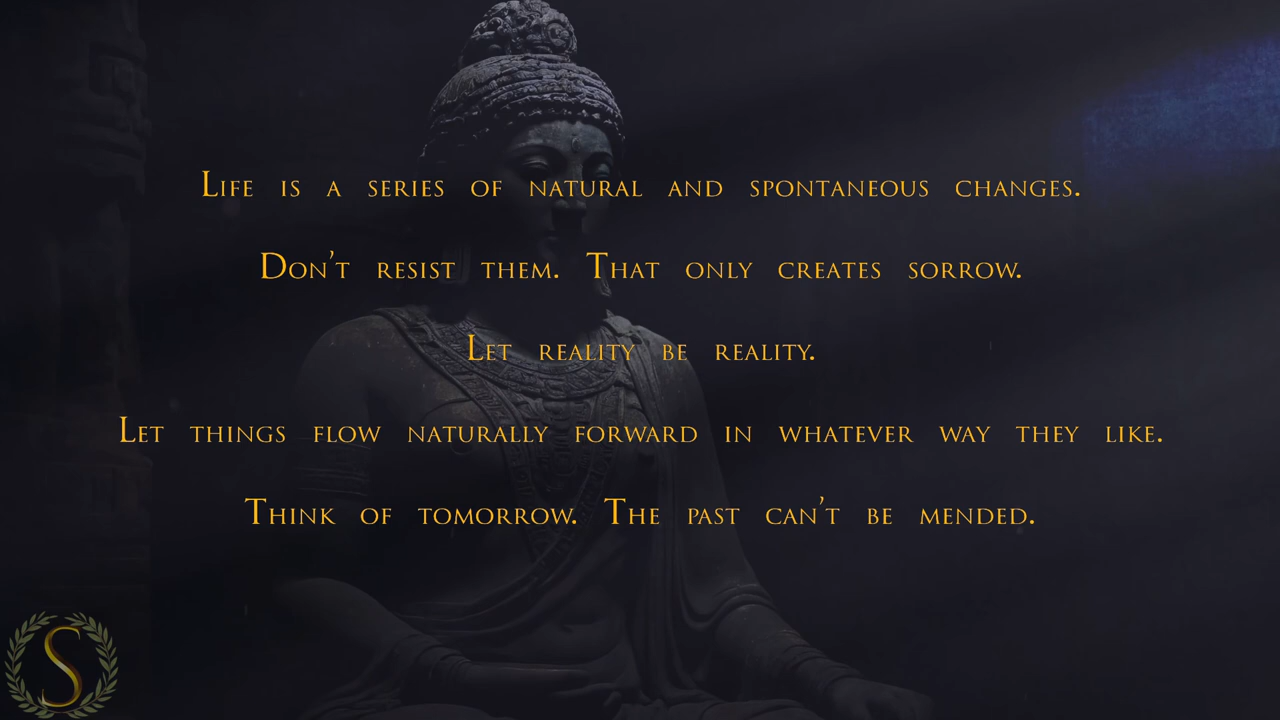 Life is a series of natural and spontaneous changes.
Don't resist them. That only creates sorrow.
Let reality be reality.
Let things flow naturally forward in whatever way they like.
Think of tomorrow. The past can't be mended.
S